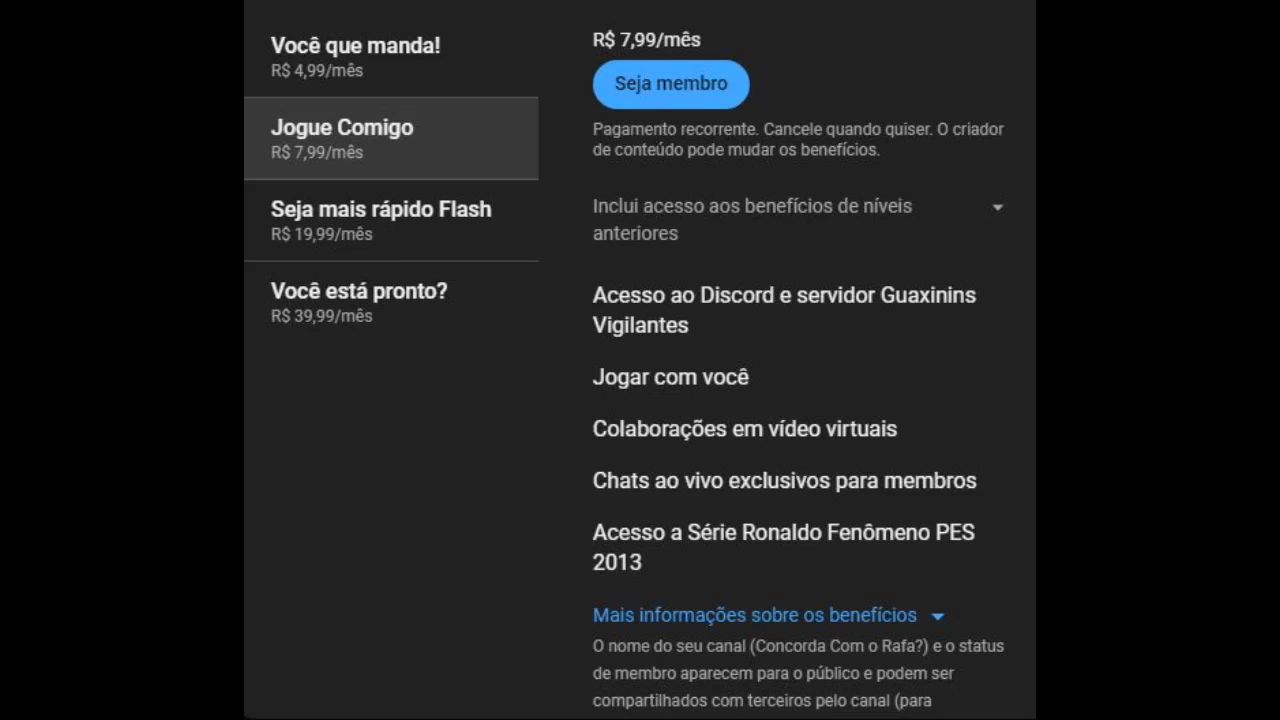 Você que manda!
R$ 4,99/mês
Jogue Comigo
R$ 7,99/mês
Seja mais rápido Flash
R$ 19,99/mês
Você está pronto?
R$ 39,99/mês
R$ 7,99/mês
Seja membro
Pagamento recorrente. Cancele quando quiser. O criador
de conteúdo pode mudar os benefícios.
Inclui acesso aos benefícios de níveis
anteriores
Acesso ao Discord e servidor Guaxinins
Vigilantes
Jogar com você
Colaborações em vídeo virtuais
Chats ao vivo exclusivos para membros
Acesso a Série Ronaldo Fenômeno PES
2013
Mais informações sobre os benefícios
O nome do seu canal (Concorda Com o Rafa?) e o status
de membro aparecem para o público e podem ser
compartilhados com terceiros pelo canal (para